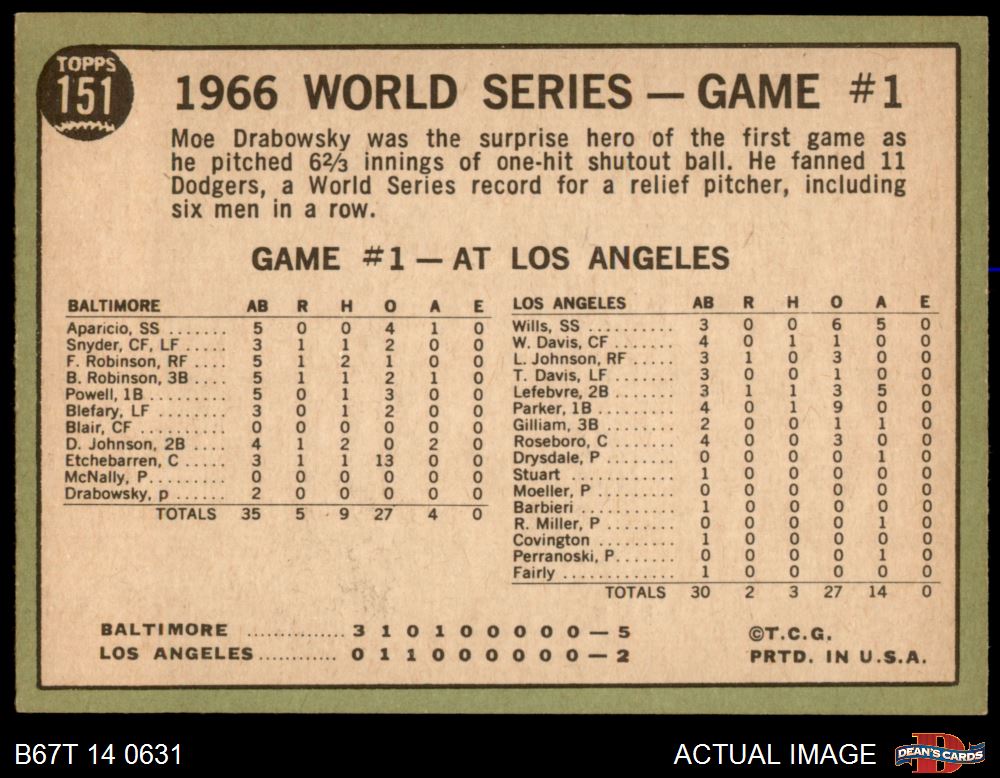 TOPPS
151
1966 WORLD SERIES — GAME #1
Moe Drabowsky was the surprise hero of the first game as
he pitched 6⅔ innings of one-hit shutout ball. He fanned 11
Dodgers, a World Series record for a relief pitcher, including
six men in a row.
GAME #1 — AT LOS ANGELES
BALTIMORE AB R H O A E
Aparicio, SS ....... 5 0 0 4 1 0
Snyder, CF, LF ..... 3 1 1 2 0 0
F. Robinson, RF 5 1 2 1 0 0
B. Robinson, 3B .... 5 1 1 2 1 0
Powell, 1B ......... 5 0 1 3 0 0
Blefary, LF ........ 3 0 1 2 0 0
Blair, CF .......... 0 0 0 0 0 0
D. Johnson, 2B .... 4 1 2 0 2 0
Etchebarren, C ..... 3 1 1 13 0 0
McNally, P......... 0 0 0 0 0 0
Drabowsky, p ...... 2 0 0 0 0 0
TOTALS 35 5 9 27 4 0
LOS ANGELES AB R H O A E
Wills, SS .......... 3 0 0 6 5 0
W. Davis, CF ....... 4 0 1 1 0 0
L. Johnson, RF .... 3 1 0 3 0 0
T. Davis, LF ....... 3 0 0 1 0 0
Lefebvre, 2B ....... 3 1 1 3 5 0
Parker, 1B ......... 4 0 1 9 0 0
Gilliam, 3B ........ 2 0 0 1 1 0
Roseboro, C ....... 4 0 0 3 0 0
Drysdale, P ........ 0 0 0 0 1 0
Stuart ............. 1 0 0 0 0 0
Moeller, P ......... 0 0 0 0 0 0
Barbieri ........... 1 0 0 0 0 0
R. Miller, P ........ 0 0 0 0 1 0
Covington .......... 1 0 0 0 0 0
Perranoski, P....... 0 0 0 0 1 0
Fairly ............. 1 0 0 0 0 0
TOTALS 30 2 3 27 14 0
BALTIMORE .............. 3 1 0 1 0 0 0 0 0 — 5
LOS ANGELES ........... 0 1 1 0 0 0 0 0 0 — 2
©T.C.G.
PRTD. IN U.S.A.
B67T 14 0631
ACTUAL IMAGE
D
DEAN'S CARDS